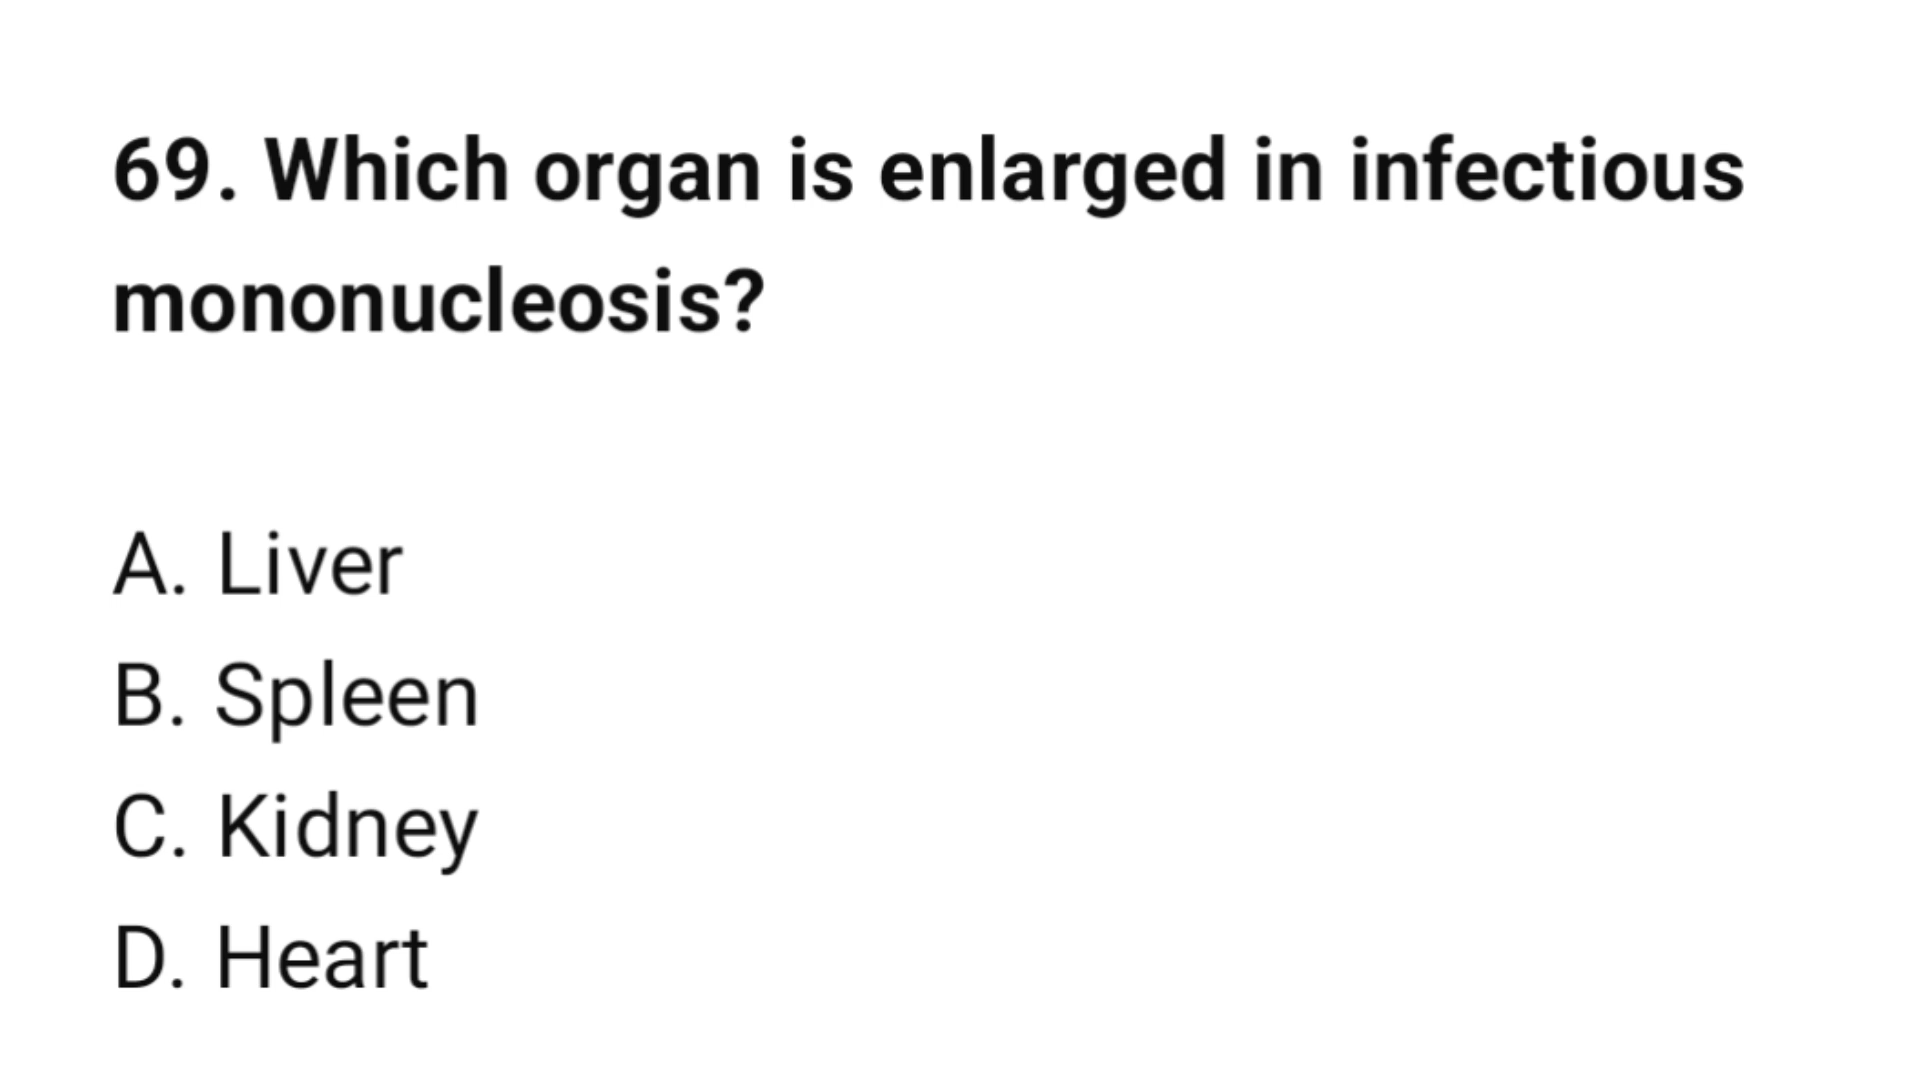 69. Which organ is enlarged in infectious
mononucleosis?
A. Liver
B. Spleen
C. Kidney
D. Heart